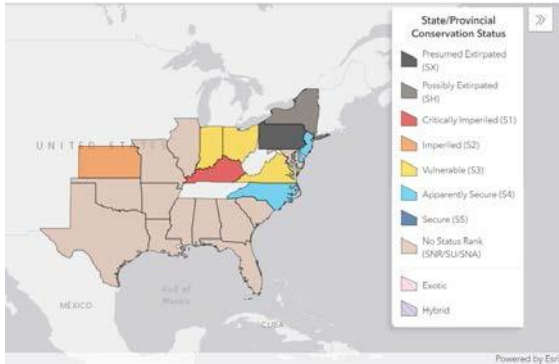 State/Provincial
Conservation Status
Presumed Extirpated
(SX)
Possibly Extirpated
(SH)
Critically Imperiled (S1)
Imperiled (S2)
Vulnerable (S3)
Apparently Secure (S4)
Secure (S5)
No Status Rank
(SNR/SU/SNA)
Exotic
Hybrid
UNITED STATES
Gulf of
Mexico
MÉXICO
CUBA
Powered by Esri